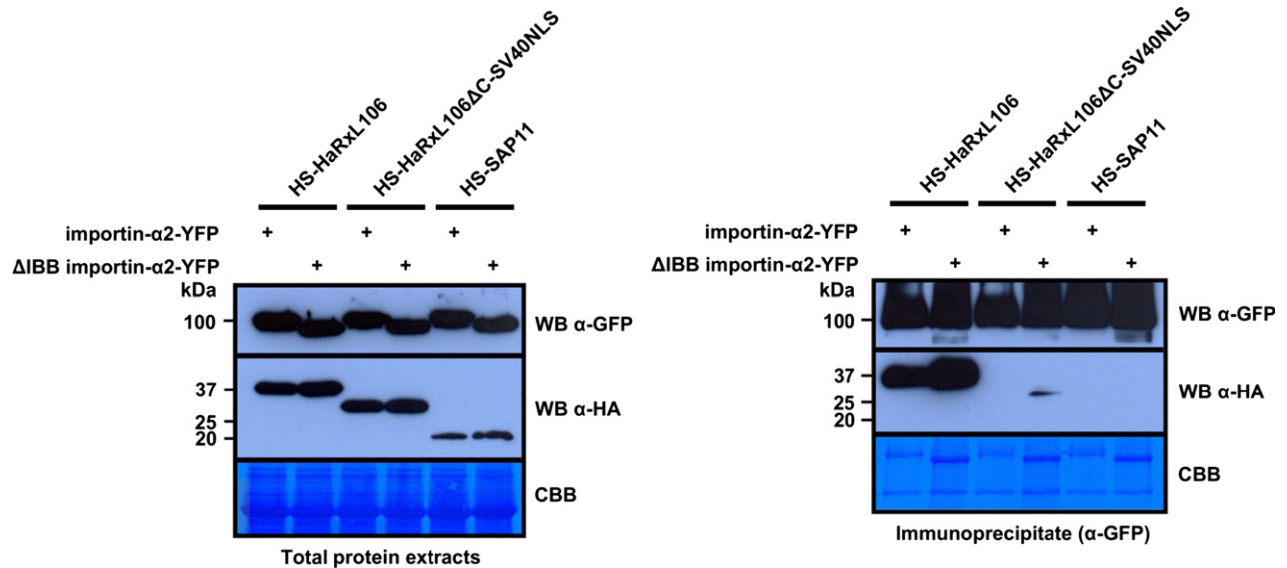 HS-HaRxL106
HS-HaRxL106ΔC-SV40NLS
HS-SAP11
importin-α2-YFP + + +
ΔIBB importin-α2-YFP + + +
kDa
100
WB α-GFP
37
25
20
WB α-HA
CBB
Total protein extracts
HS-HaRxL106
HS-HaRxL106ΔC-SV40NLS
HS-SAP11
importin-α2-YFP + + +
ΔIBB importin-α2-YFP + + +
kDa
100
WB α-GFP
37
25
20
WB α-HA
CBB
Immunoprecipitate (α-GFP)